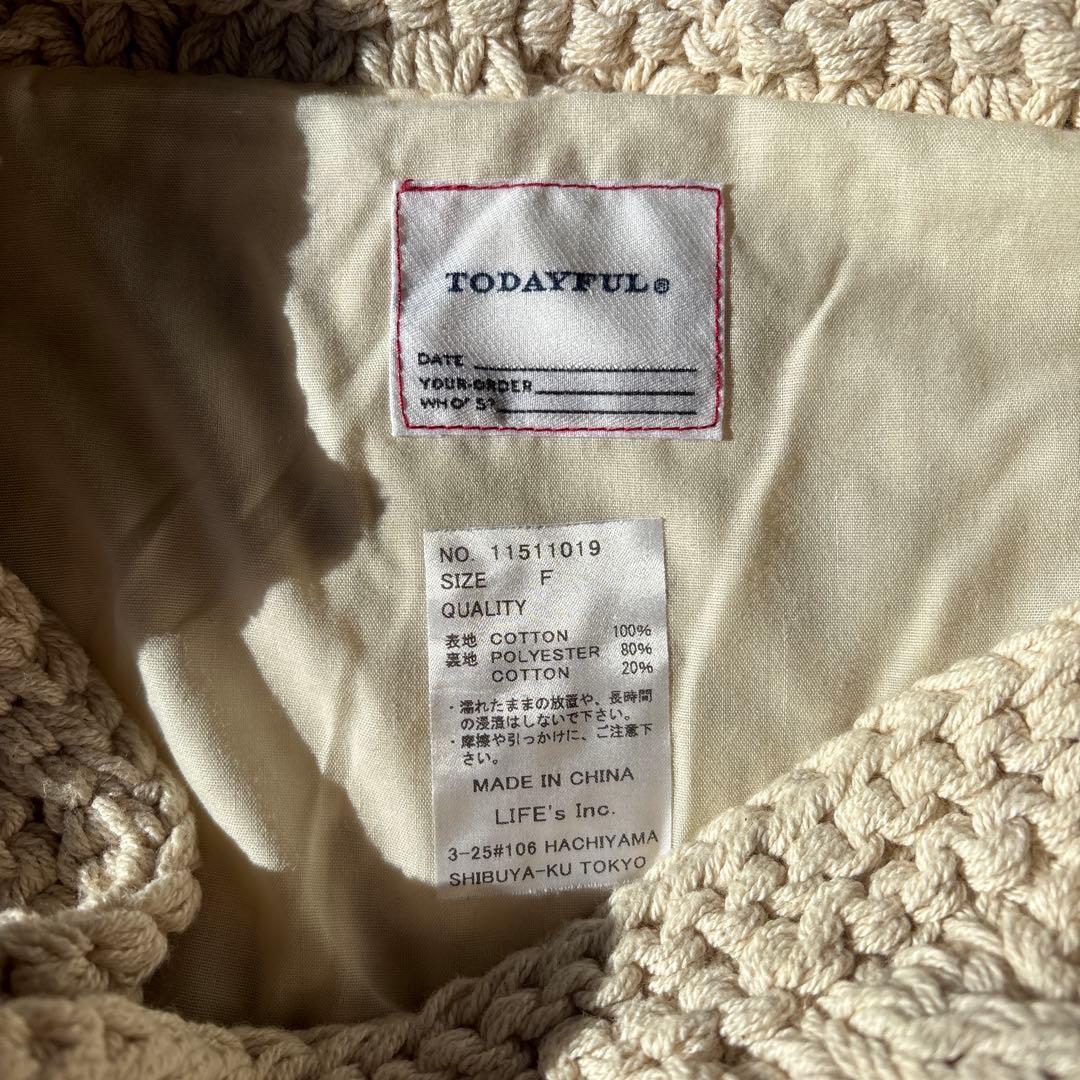 TODAYFUL®
DATE
YOUR-ORDER
WHO'S?
NO. 11511019
SIZE F
QUALITY
表地 COTTON 100%
裏地 POLYESTER 80%
COTTON 20%
・濡れたままの放置や、長時間
の浸漬はしないで下さい。
・摩擦や引っかけに、ご注意下
さい。
MADE IN CHINA
LIFE's Inc.
3-25#106 HACHIYAMA
SHIBUYA-KU TOKYO